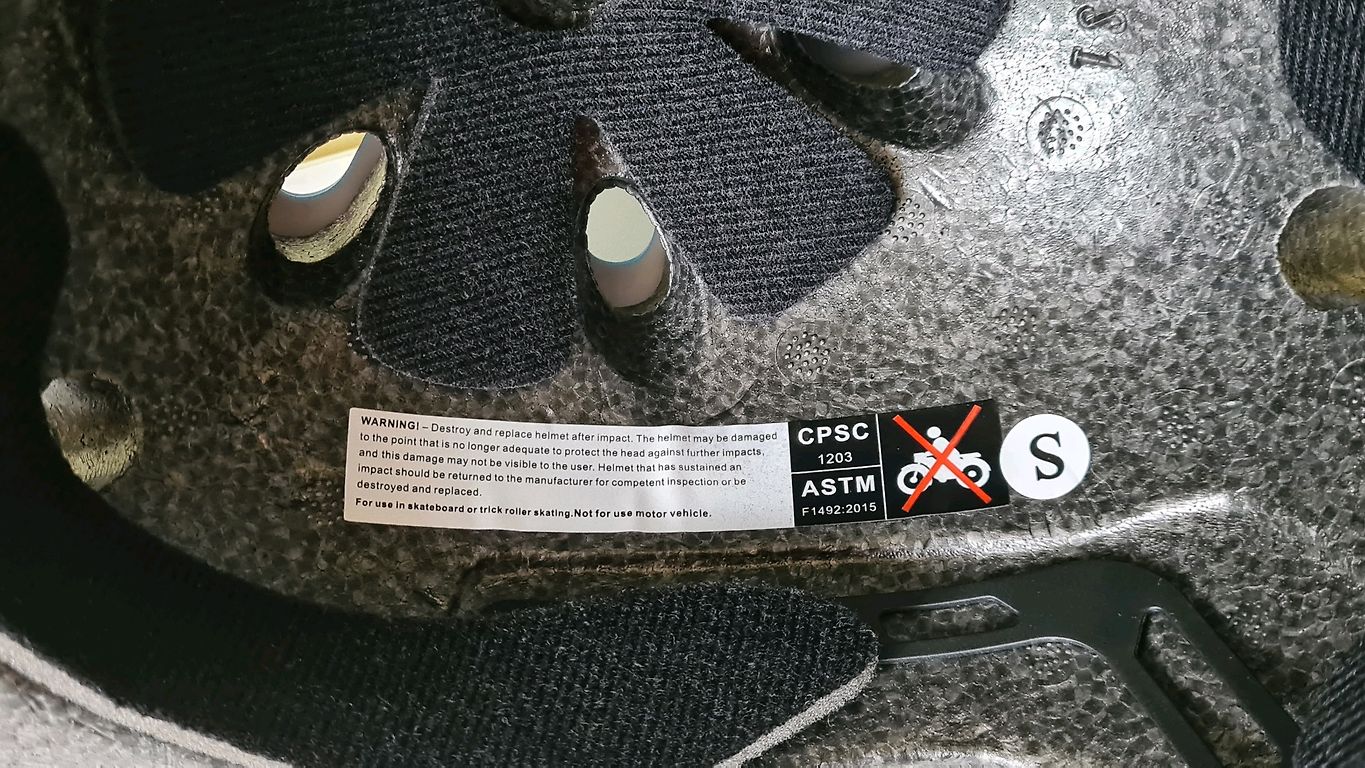 S1
WARNING! – Destroy and replace helmet after impact. The helmet may be damaged
to the point that is no longer adequate to protect the head against further impacts,
and this damage may not be visible to the user. Helmet that has sustained an
impact should be returned to the manufacturer for competent inspection or be
destroyed and replaced.
For use in skateboard or trick roller skating.Not for use motor vehicle.
CPSC
1203
ASTM
F1492:2015
S